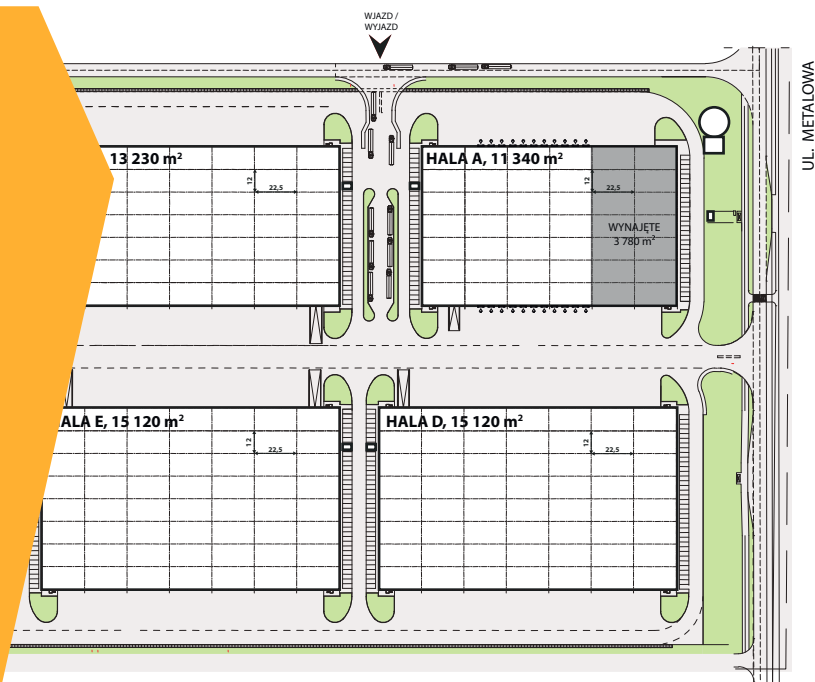 WJAZD /
WYJAZD
UL. METALOWA
13 230 m²
12
22,5
HALA A, 11 340 m²
12
22,5
WYNAJĘTE
3 780 m²
ALA E, 15 120 m²
12
22,5
HALA D, 15 120 m²
12
22,5